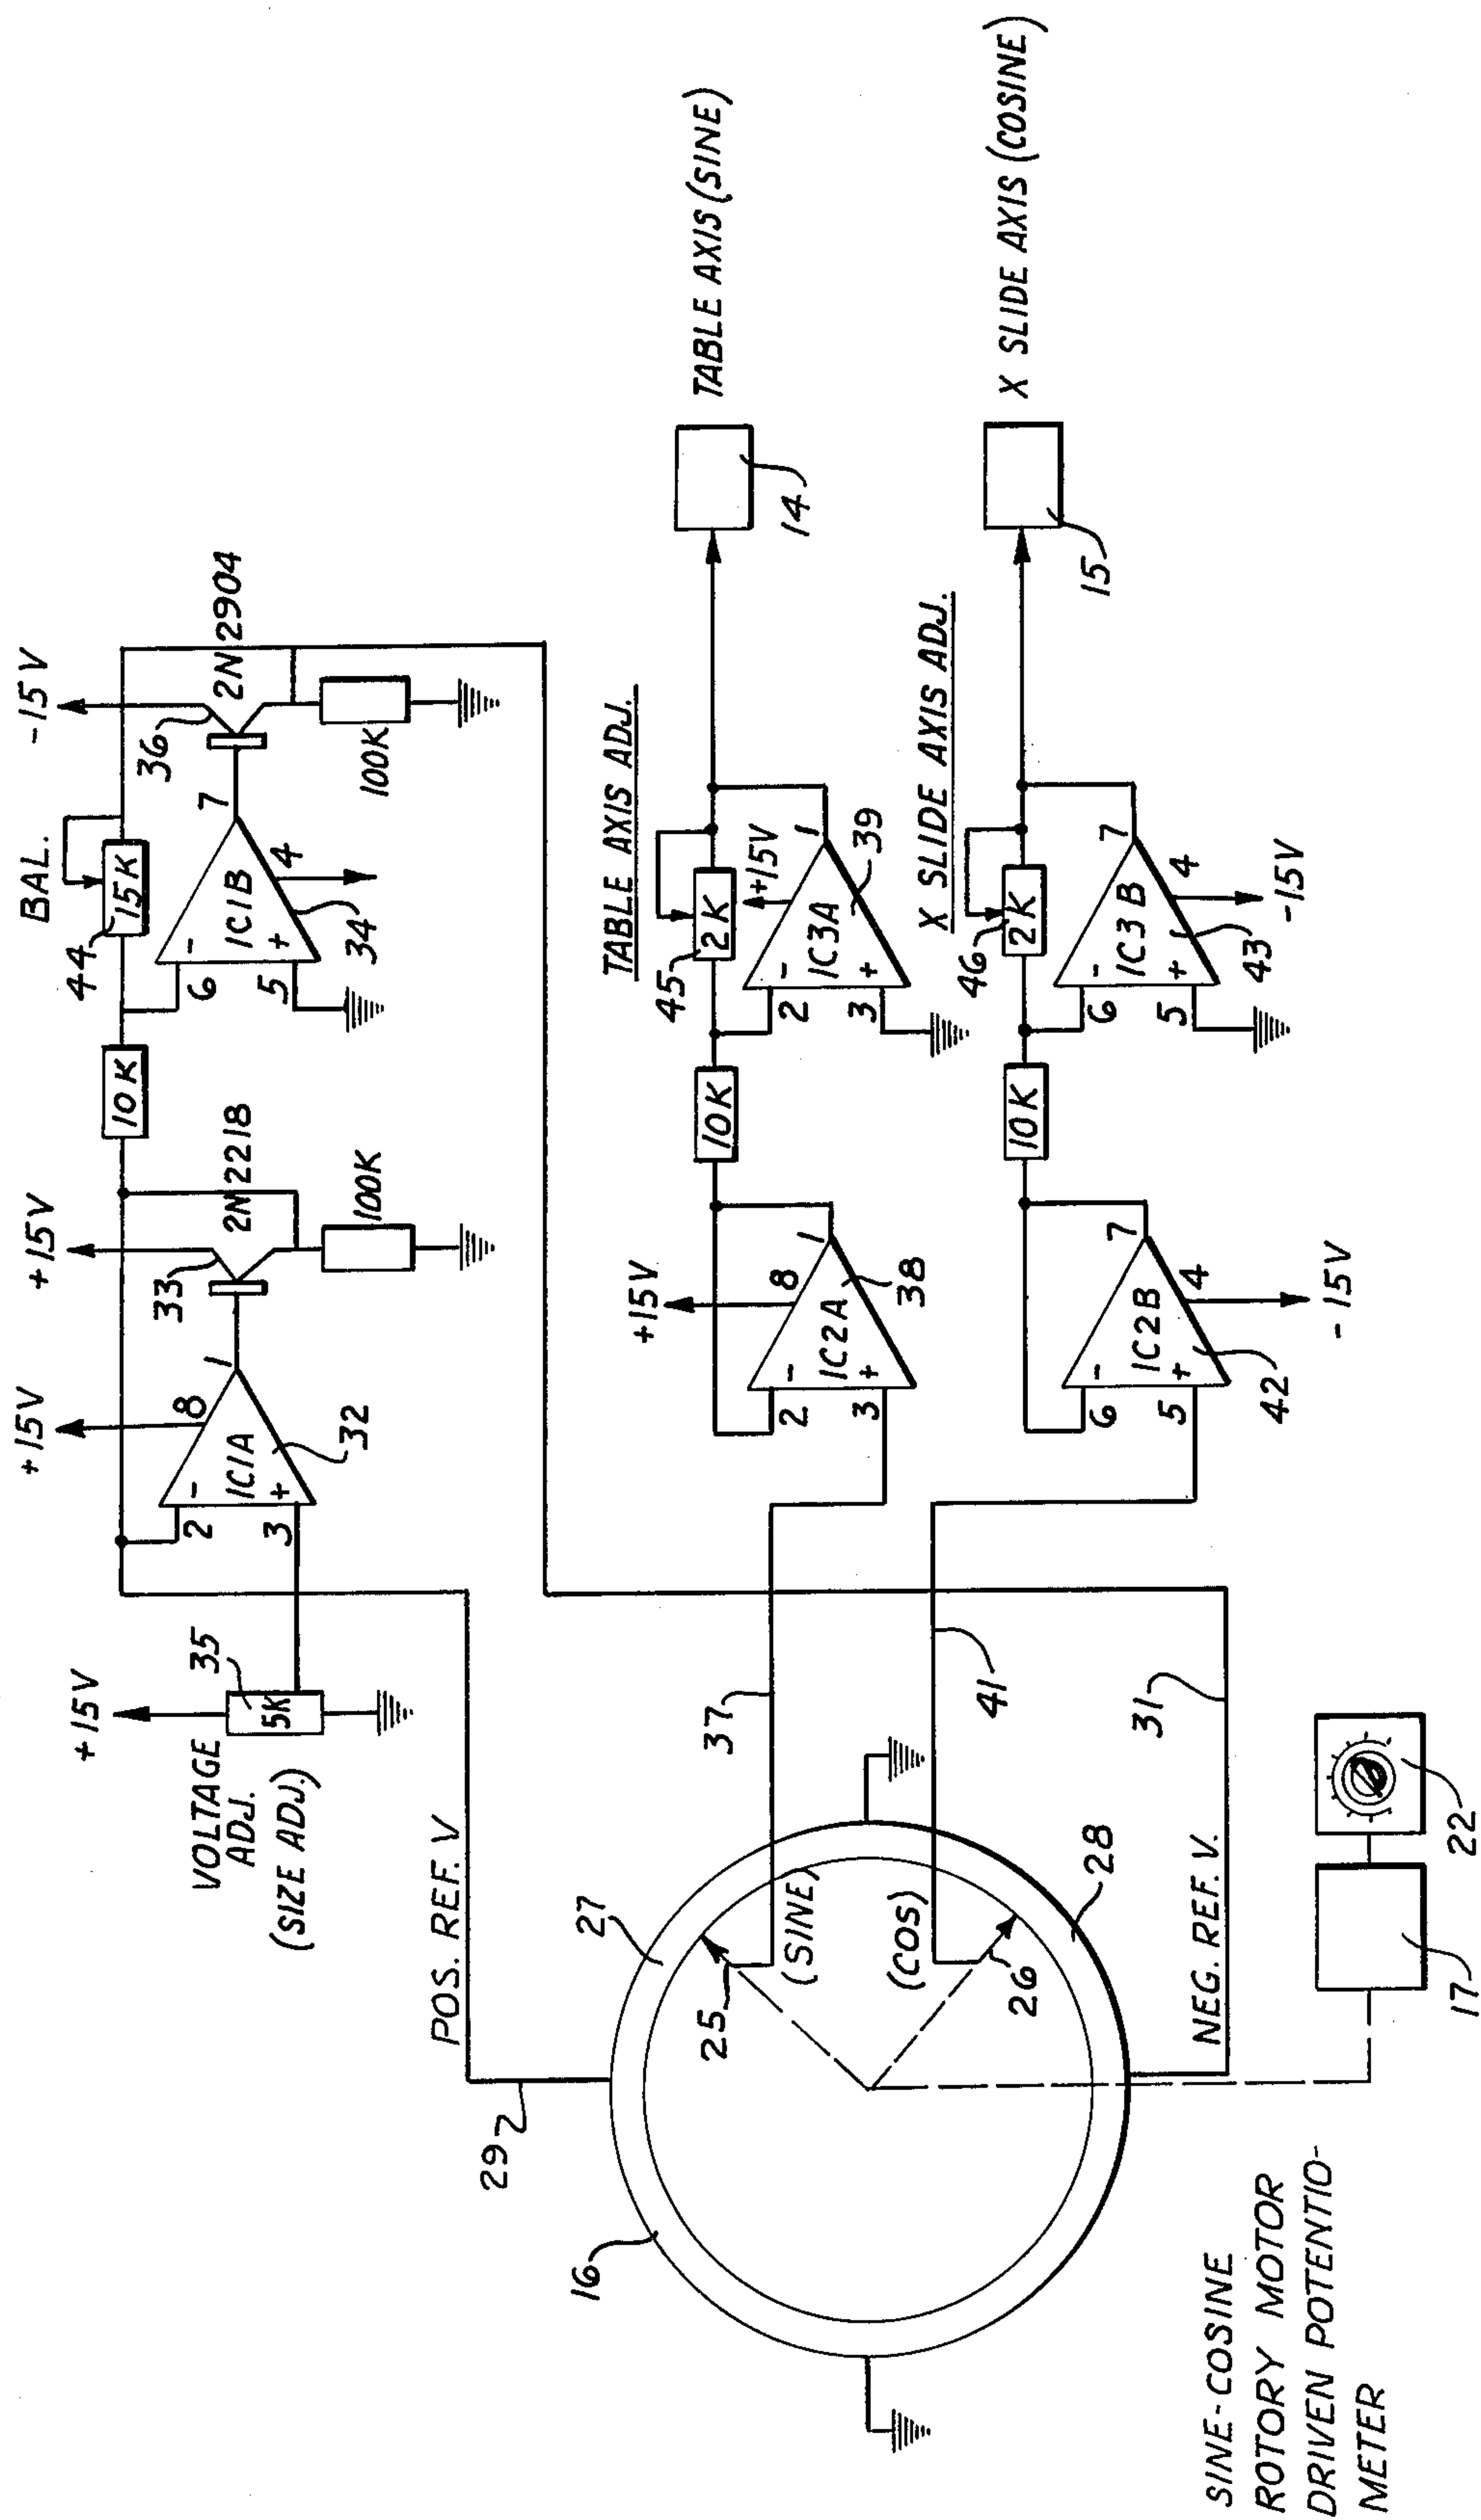 +15V
VOLTAGE
ADJ.
(SIZE ADJ.)
35
5K
+15V
8
2
3
1
-
+
IC1A
32
+15V
33
2N2218
100K
10K
BAL.
44
15K
6
5
7
4
-
+
IC1B
34
-15V
36
2N2904
100K
POS. REF. V
29
16
27
25
(SINE)
(COS)
26
28
37
41
31
NEG. REF. V.
17
22
SINE-COSINE
ROTORY MOTOR
DRIVEN POTENTIO-
METER
+15V
8
2
3
1
-
+
IC2A
38
10K
TABLE AXIS ADJ.
45
2K
+15V
2
3
1
-
+
IC3A
39
14
TABLE AXIS (SINE)
6
5
7
4
-
+
IC2B
42
-15V
10K
X SLIDE AXIS ADJ.
46
2K
6
5
7
4
-
+
IC3B
43
-15V
15
X SLIDE AXIS (COSINE)